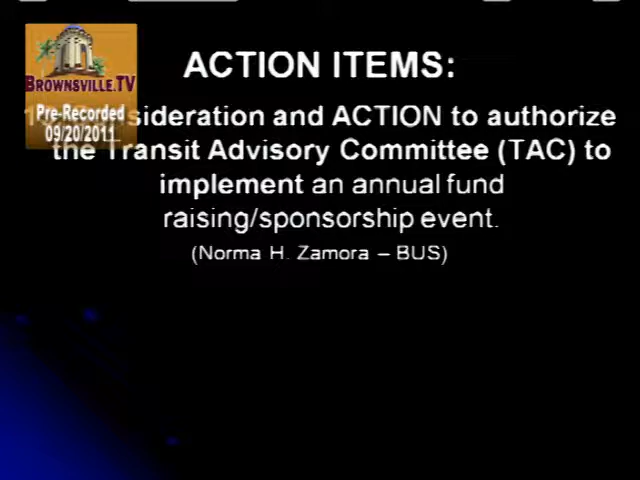 ACTION ITEMS:
BROWNSVILLE.TV
Pre-Recorded
09/20/2011
sideration and ACTION to authorize
the Transit Advisory Committee (TAC) to
implement an annual fund
raising/sponsorship event.
(Norma H. Zamora – BUS)